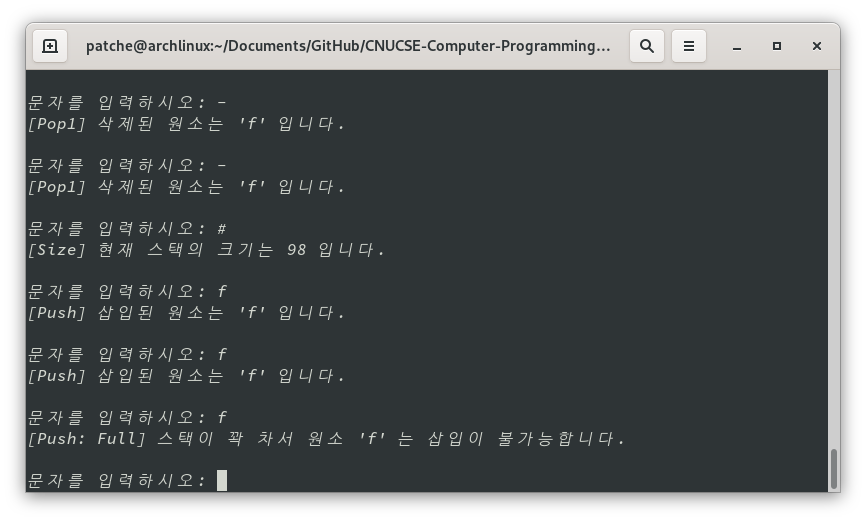 patche@archlinux:~/Documents/GitHub/CNUCSE-Computer-Programming...
문자를 입력하시오: -
[Pop1] 삭제된 원소는 'f' 입니다.
문자를 입력하시오: -
[Pop1] 삭제된 원소는 'f' 입니다.
문자를 입력하시오: #
[Size] 현재 스택의 크기는 98 입니다.
문자를 입력하시오: f
[Push] 삽입된 원소는 'f' 입니다.
문자를 입력하시오: f
[Push] 삽입된 원소는 'f' 입니다.
문자를 입력하시오: f
[Push: Full] 스택이 꽉 차서 원소 'f' 는 삽입이 불가능합니다.
문자를 입력하시오: